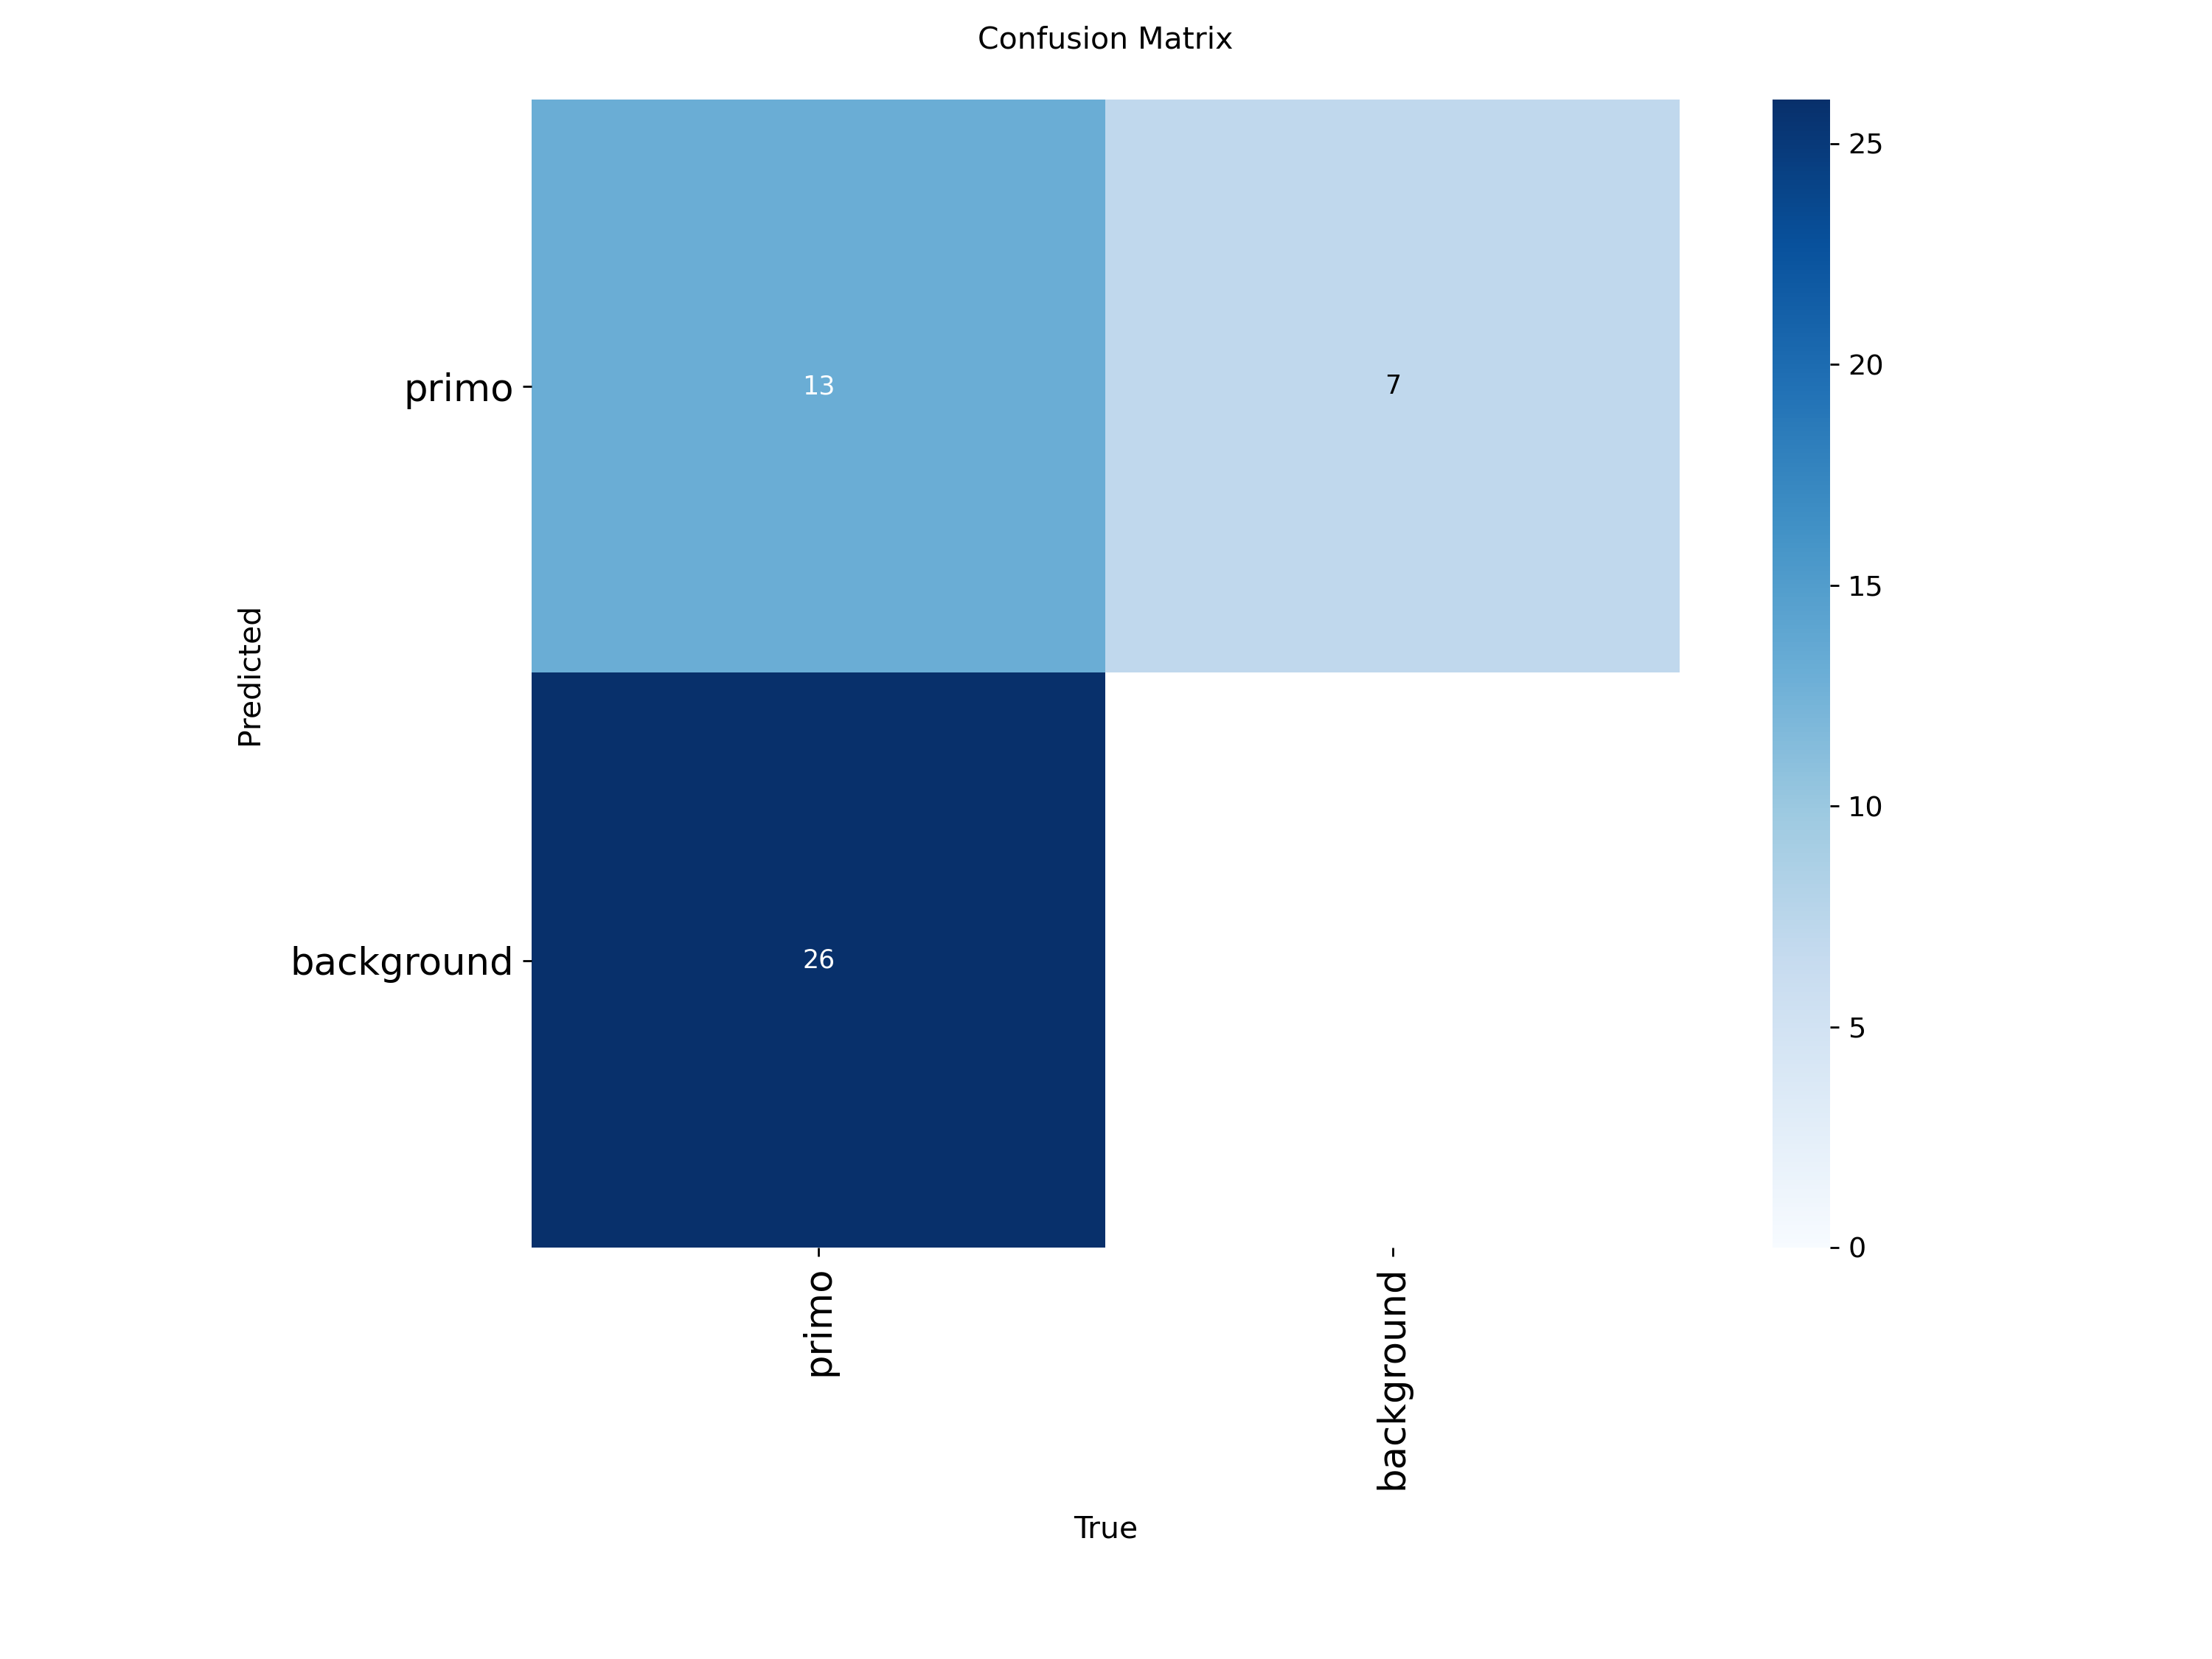 Confusion Matrix
primo
13
7
25
20
15
10
5
0
Predicted
background
26
primo
background
True